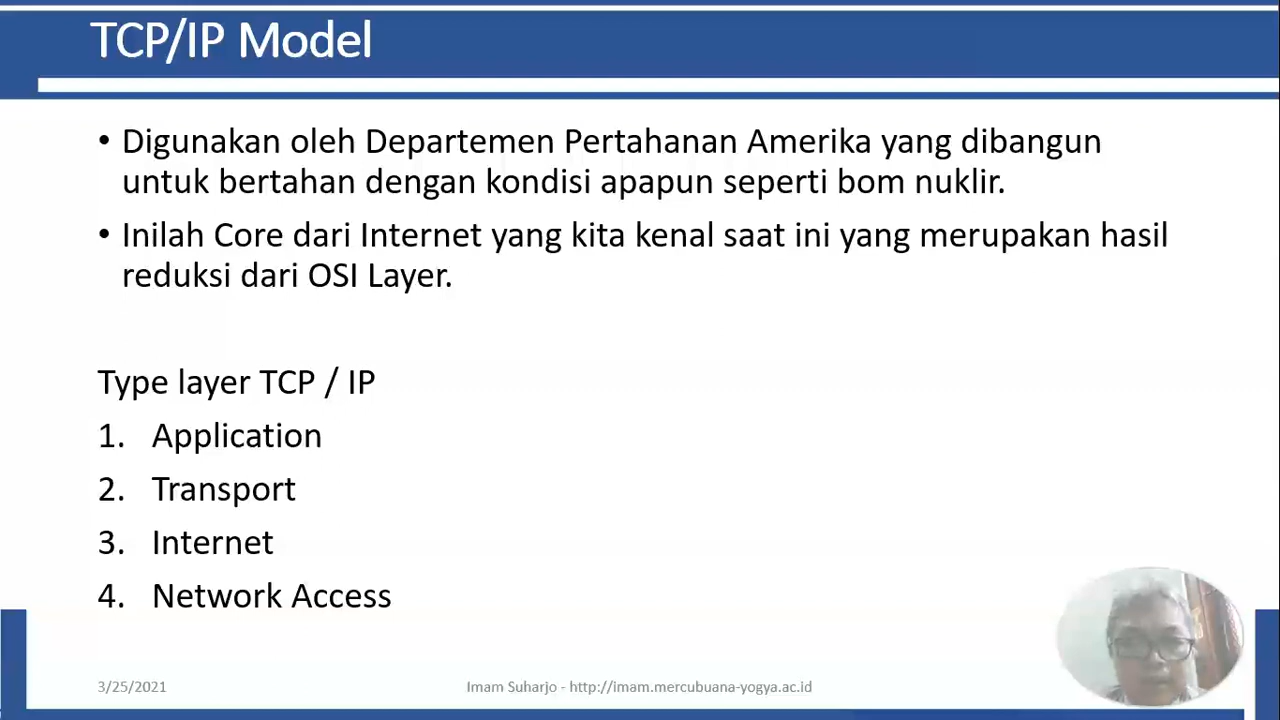 TCP/IP Model
• Digunakan oleh Departemen Pertahanan Amerika yang dibangun
untuk bertahan dengan kondisi apapun seperti bom nuklir.
• Inilah Core dari Internet yang kita kenal saat ini yang merupakan hasil
reduksi dari OSI Layer.
Type layer TCP / IP
1. Application
2. Transport
3. Internet
4. Network Access
3/25/2021
Imam Suharjo - http://imam.mercubuana-yogya.ac.id